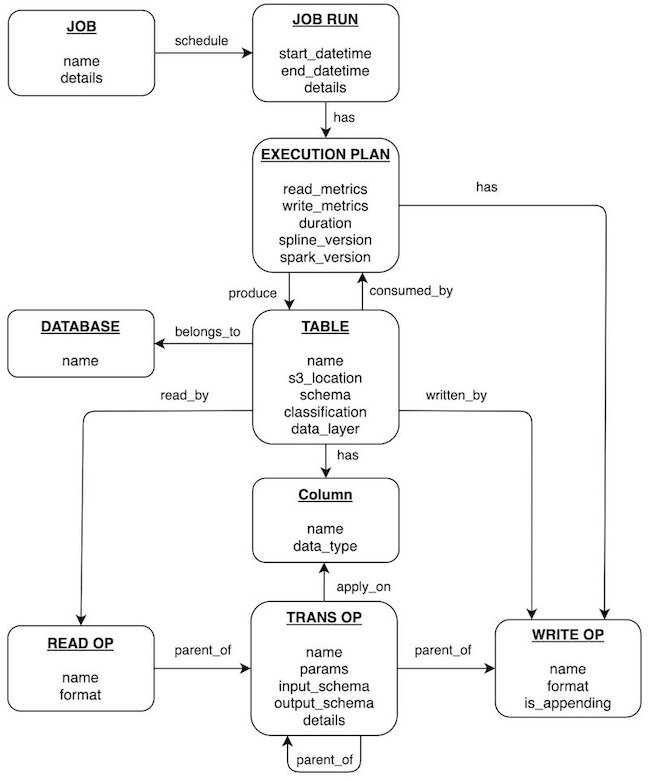 JOB
name
details
schedule
JOB RUN
start_datetime
end_datetime
details
has
EXECUTION PLAN
read_metrics
write_metrics
duration
spline_version
spark_version
has
produce
consumed_by
DATABASE
name
belongs_to
TABLE
name
s3_location
schema
classification
data_layer
read_by
written_by
has
Column
name
data_type
apply_on
READ OP
name
format
parent_of
TRANS OP
name
params
input_schema
output_schema
details
parent_of
parent_of
WRITE OP
name
format
is_appending